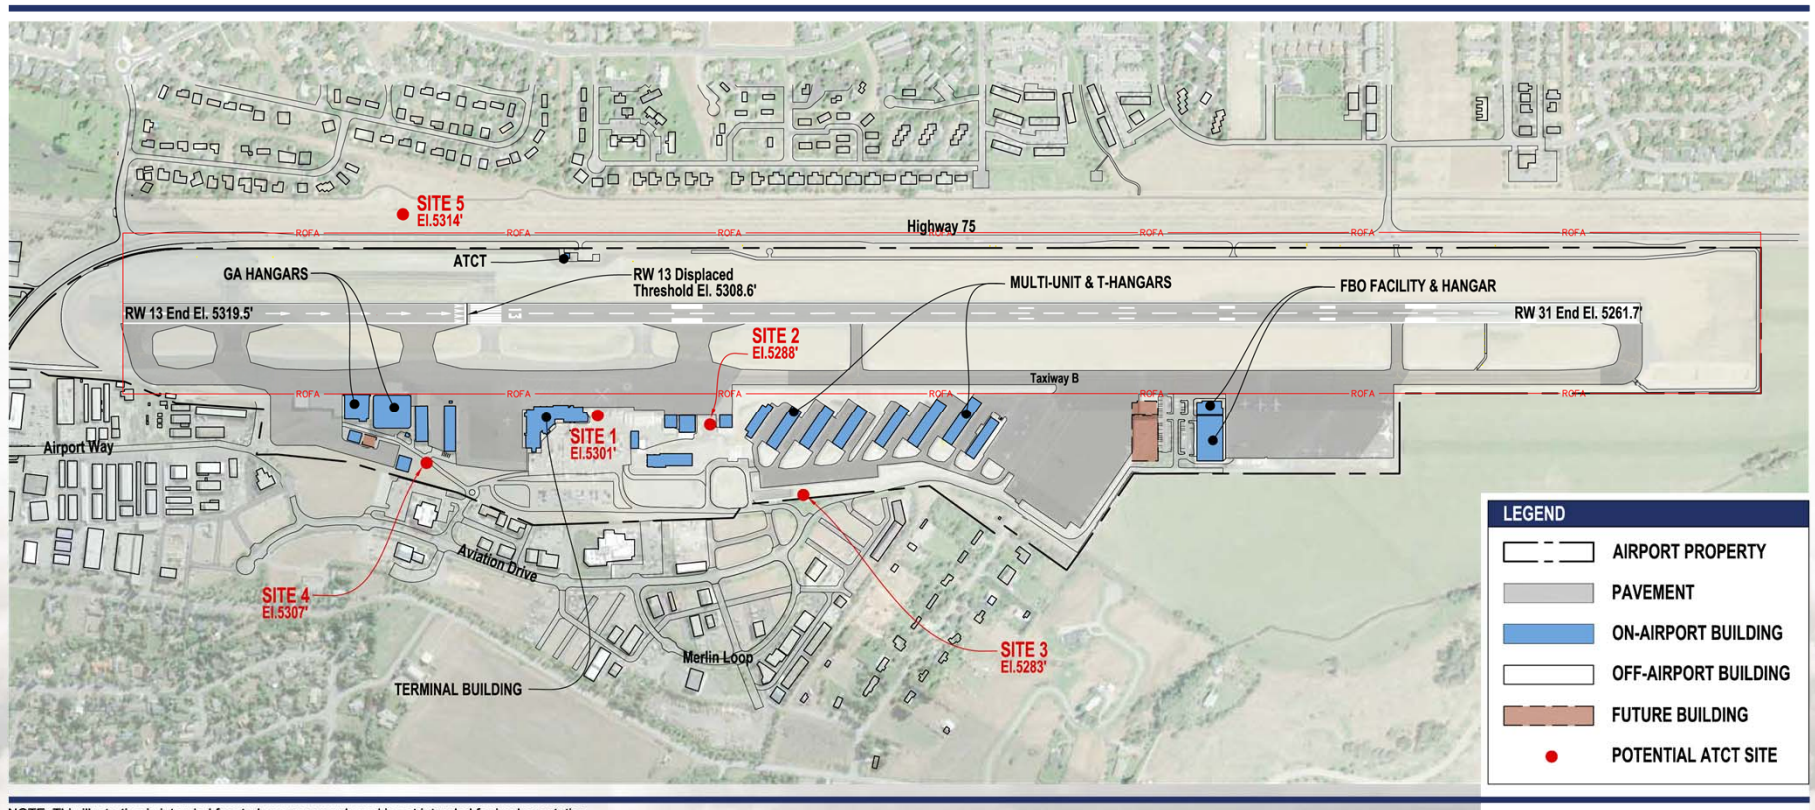 SITE 5
El.5314'
Highway 75
ROFA
ROFA
ROFA
ROFA
ROFA
ROFA
ROFA
ATCT
GA HANGARS
RW 13 Displaced
Threshold El. 5308.6'
MULTI-UNIT & T-HANGARS
FBO FACILITY & HANGAR
RW 13 End El. 5319.5'
RW 31 End El. 5261.7'
SITE 2
El.5288'
Taxiway B
ROFA
ROFA
ROFA
ROFA
ROFA
ROFA
ROFA
SITE 1
El.5301'
Airport Way
Aviation Drive
SITE 4
El.5307'
Merlin Loop
SITE 3
El.5283'
TERMINAL BUILDING
LEGEND
AIRPORT PROPERTY
PAVEMENT
ON-AIRPORT BUILDING
OFF-AIRPORT BUILDING
FUTURE BUILDING
POTENTIAL ATCT SITE